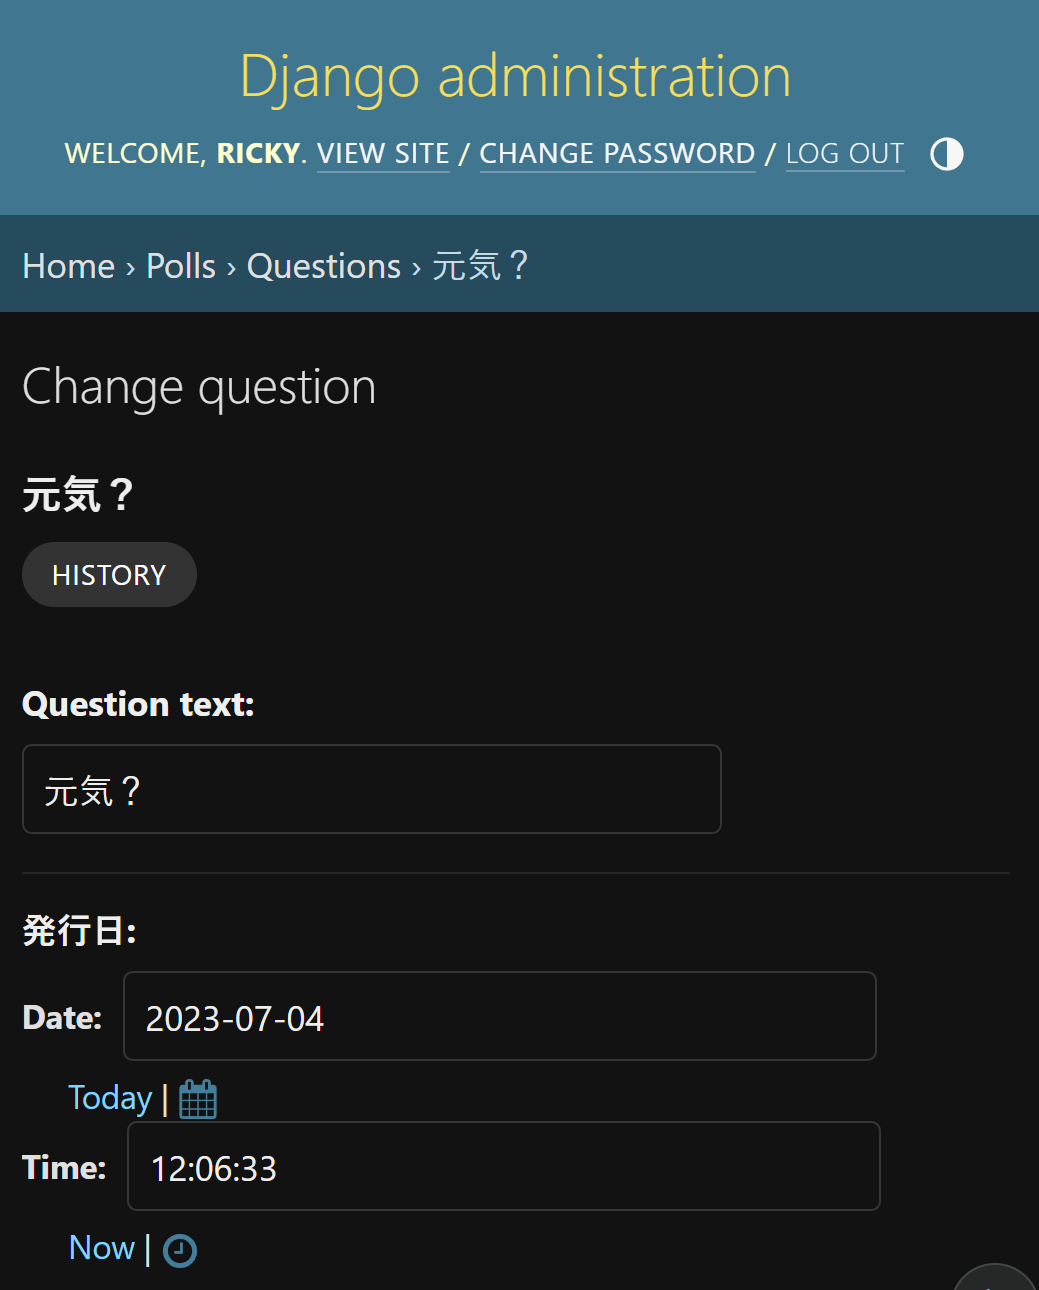 Django administration
WELCOME, RICKY. VIEW SITE / CHANGE PASSWORD / LOG OUT
Home › Polls › Questions › 元気？
Change question
元気？
HISTORY
Question text:
元気？
発行日:
Date: 2023-07-04
Today |
Time: 12:06:33
Now |